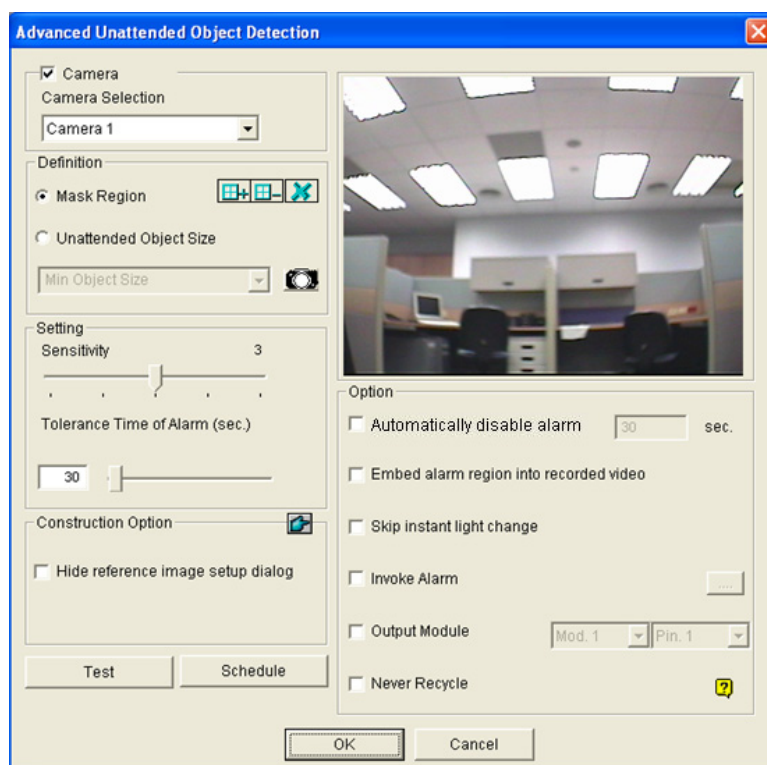 Advanced Unattended Object Detection
Camera
Camera Selection
Camera 1
Definition
Mask Region
Unattended Object Size
Min Object Size
Setting
Sensitivity 3
Tolerance Time of Alarm (sec.)
30
Construction Option
Hide reference image setup dialog
Test
Schedule
Option
Automatically disable alarm 30 sec.
Embed alarm region into recorded video
Skip instant light change
Invoke Alarm ....
Output Module Mod. 1 Pin. 1
Never Recycle ?
OK
Cancel